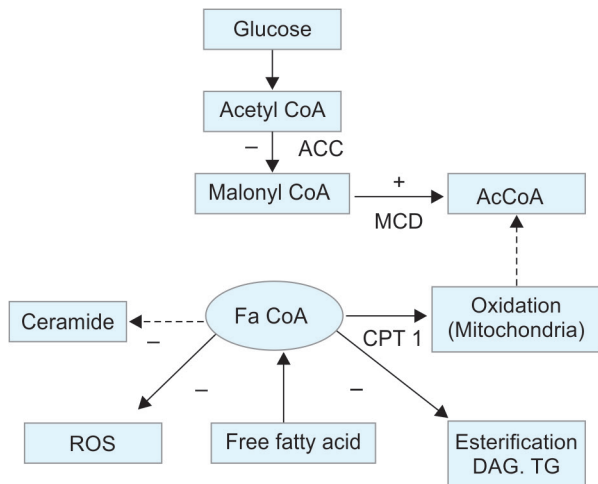 Glucose
Acetyl CoA
– ACC
Malonyl CoA
+
MCD
AcCoA
Ceramide
–
Fa CoA
CPT 1
Oxidation
(Mitochondria)
–
–
ROS
Free fatty acid
Esterification
DAG. TG